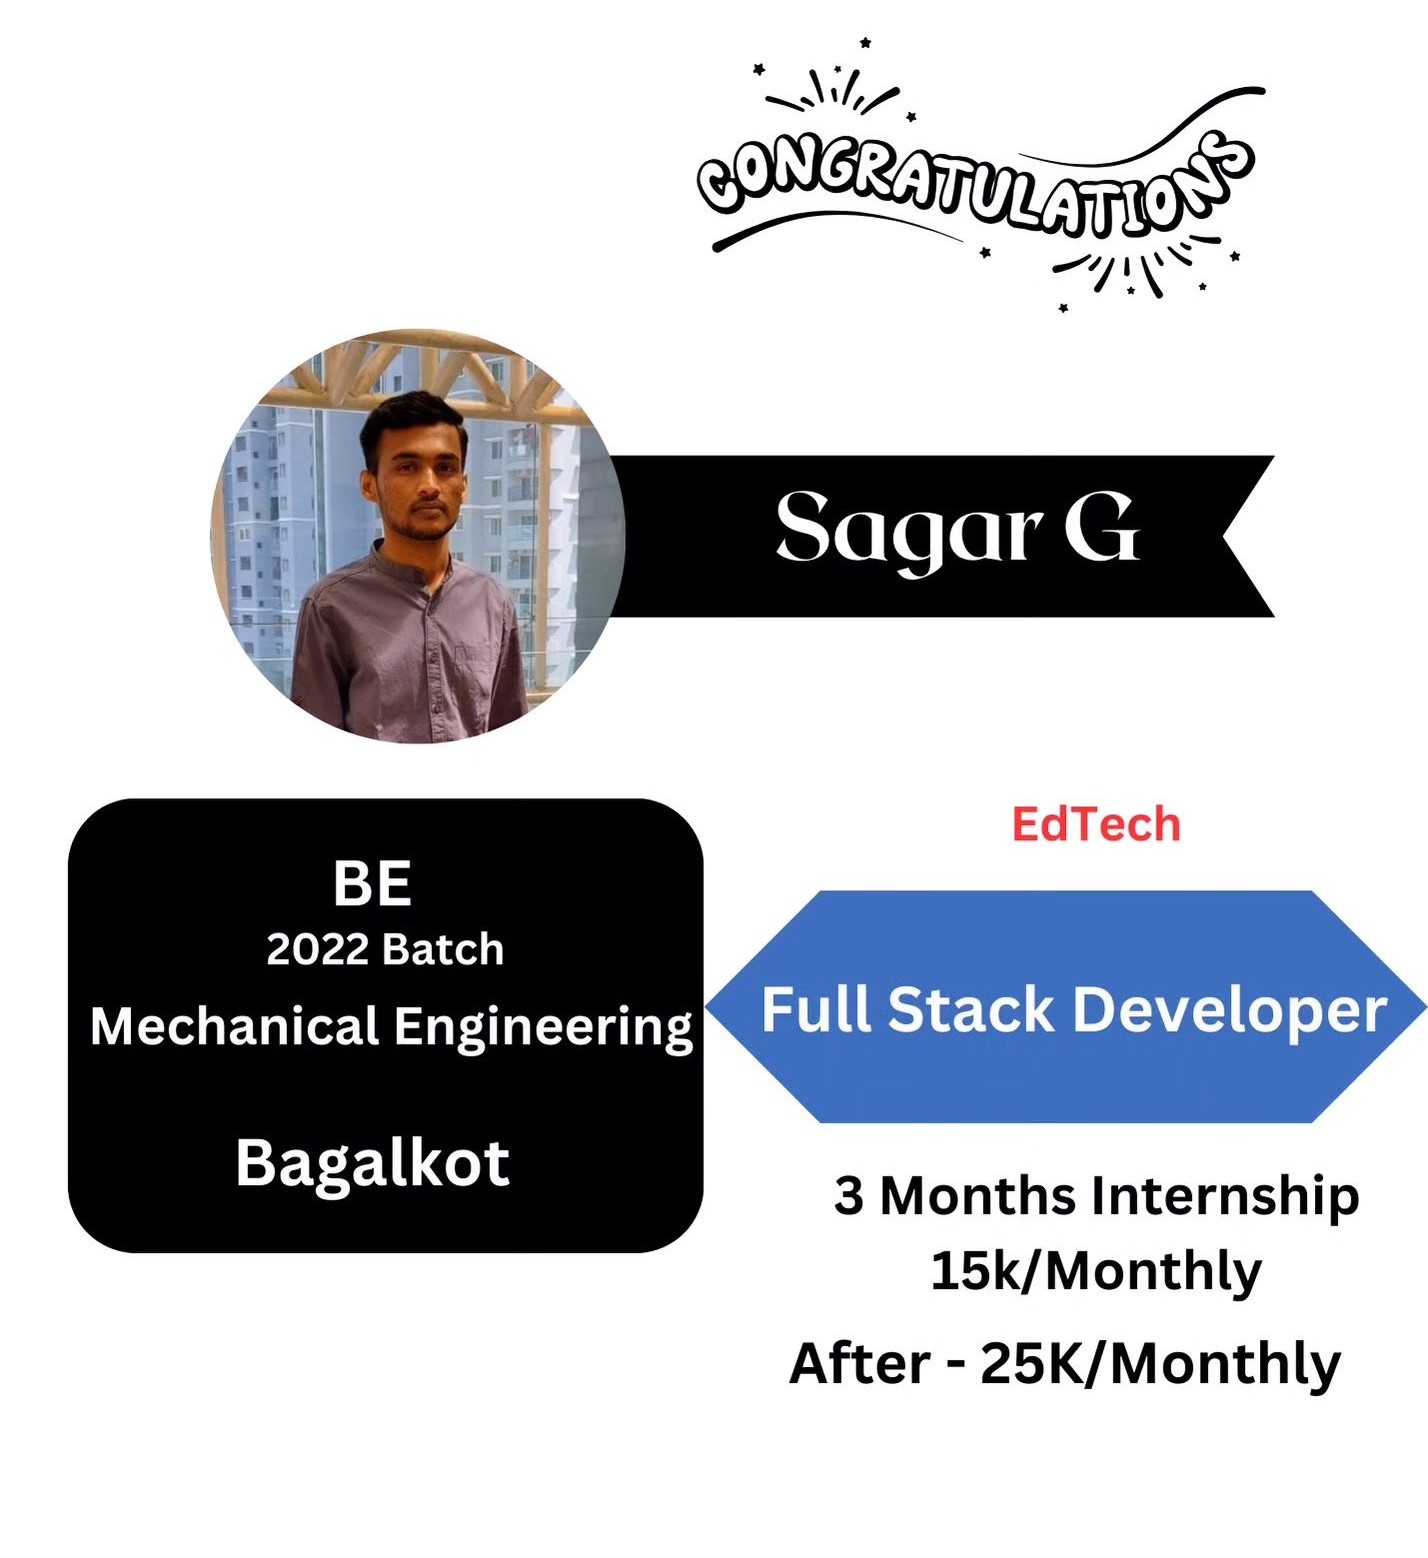 CONGRATULATIONS
Sagar G
BE
2022 Batch
Mechanical Engineering
Bagalkot
EdTech
Full Stack Developer
3 Months Internship
15k/Monthly
After - 25K/Monthly